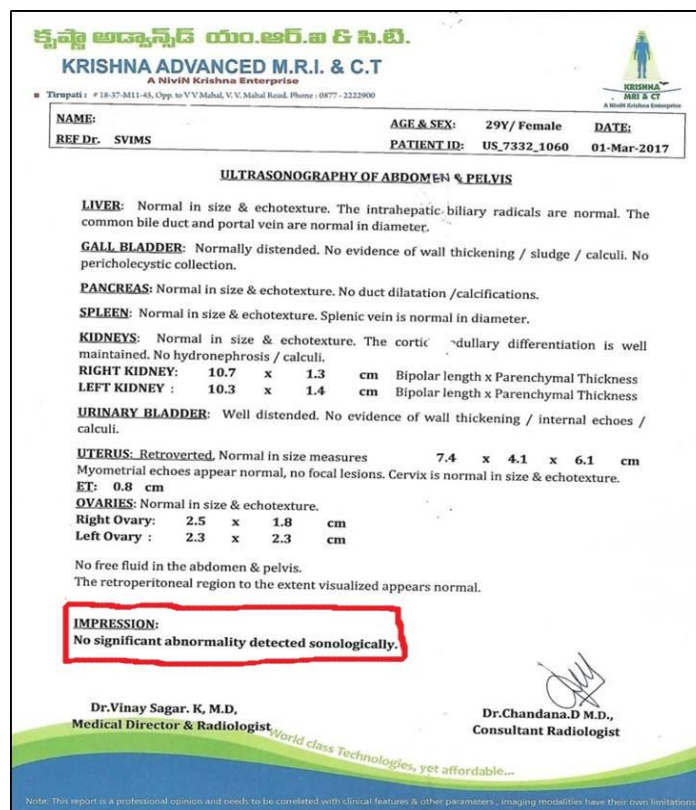 కృష్ణా అడ్వాన్స్‌డ్ యం.ఆర్.ఐ & సి.టి.
KRISHNA ADVANCED M.R.I. & C.T
A NiviN Krishna Enterprise
Tirupati : # 18-37-M11-45, Opp. to V V Mahal, V. V. Mahal Road. Phone : 0877 - 2222900
KRISHNA
MRI & CT
A NiviN Krishna Enterprise
NAME: AGE & SEX: 29Y/ Female DATE:
REF Dr. SVIMS PATIENT ID: US_7332_1060 01-Mar-2017
ULTRASONOGRAPHY OF ABDOMEN & PELVIS
LIVER: Normal in size & echotexture. The intrahepatic biliary radicals are normal. The
common bile duct and portal vein are normal in diameter.
GALL BLADDER: Normally distended. No evidence of wall thickening / sludge / calculi. No
pericholecystic collection.
PANCREAS: Normal in size & echotexture. No duct dilatation /calcifications.
SPLEEN: Normal in size & echotexture. Splenic vein is normal in diameter.
KIDNEYS: Normal in size & echotexture. The differentiation is well
maintained. No hydronephrosis / calculi.
RIGHT KIDNEY: 10.7 x 1.3 cm Bipolar length x Parenchymal Thickness
LEFT KIDNEY : 10.3 x 1.4 cm Bipolar length x Parenchymal Thickness
URINARY BLADDER: Well distended. No evidence of wall thickening / internal echoes /
calculi.
UTERUS: Retroverted, Normal in size measures 7.4 x 4.1 x 6.1 cm
Myometrial echoes appear normal, no focal lesions. Cervix is normal in size & echotexture.
ET: 0.8 cm
OVARIES: Normal in size & echotexture.
Right Ovary: 2.5 x 1.8 cm
Left Ovary : 2.3 x 2.3 cm
No free fluid in the abdomen & pelvis.
The retroperitoneal region to the extent visualized appears normal.
IMPRESSION:
No significant abnormality detected sonologically.
Dr.Vinay Sagar. K, M.D,
Medical Director & Radiologist
Dr.Chandana.D M.D.,
Consultant Radiologist
World class Technologies, yet affordable...
Note: This report is a professional opinion and needs to be correlated with clinical features & other parameters , imaging modalities have their own limitations